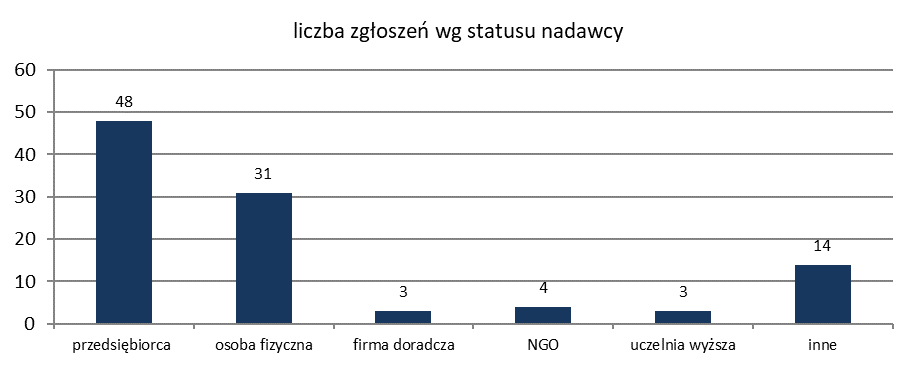 liczba zgłoszeń wg statusu nadawcy
60
50
40
30
20
10
0
48
31
3
4
3
14
przedsiębiorca
osoba fizyczna
firma doradcza
NGO
uczelnia wyższa
inne